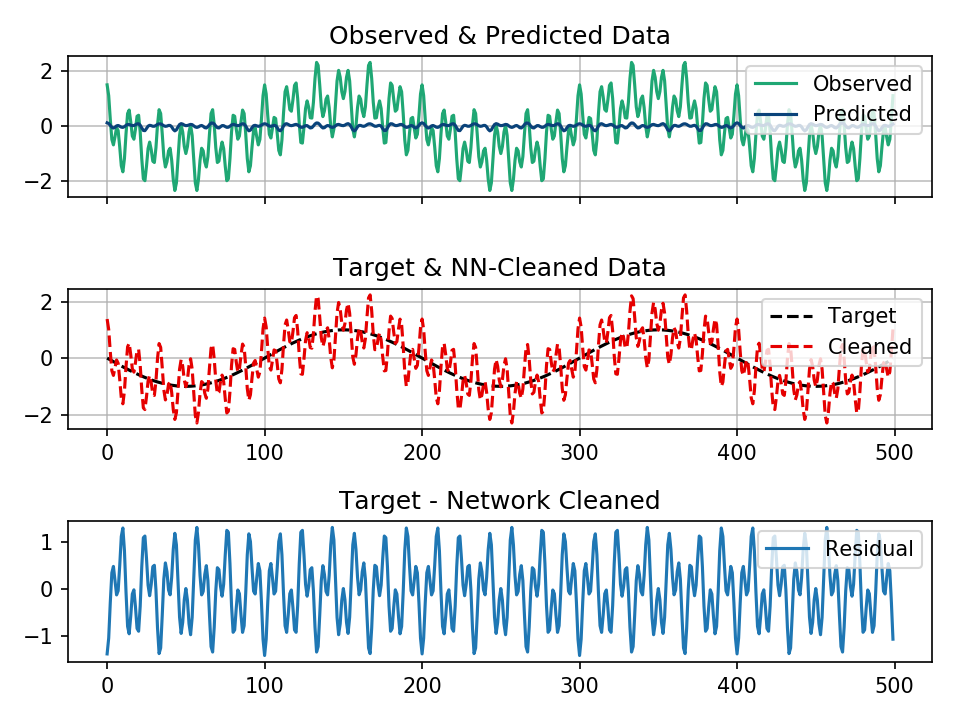 Observed & Predicted Data
2
0
−2
Observed
Predicted
Target & NN-Cleaned Data
2
0
−2
Target
Cleaned
0 100 200 300 400 500
Target - Network Cleaned
1
0
−1
Residual
0 100 200 300 400 500